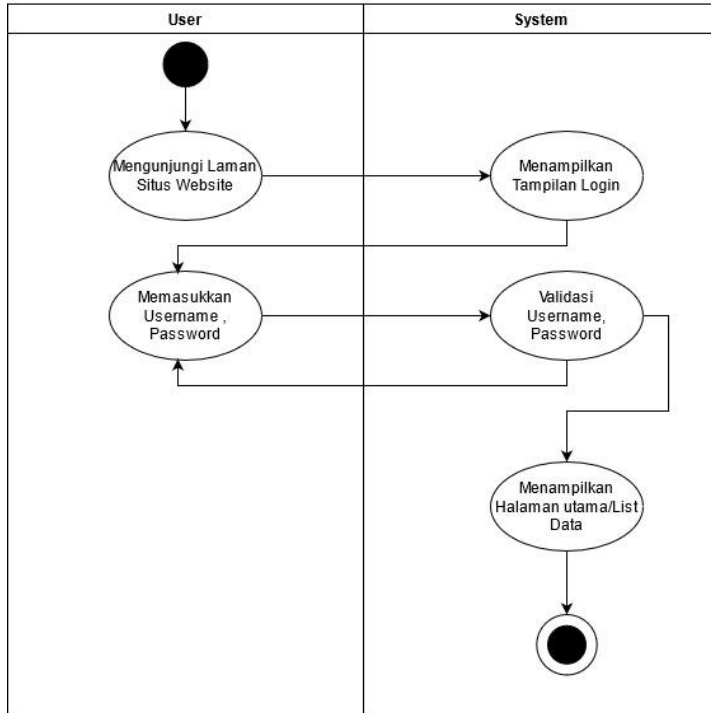 User
System
Mengunjungi Laman
Situs Website
Menampilkan
Tampilan Login
Memasukkan
Username ,
Password
Validasi
Username,
Password
Menampilkan
Halaman utama/List
Data